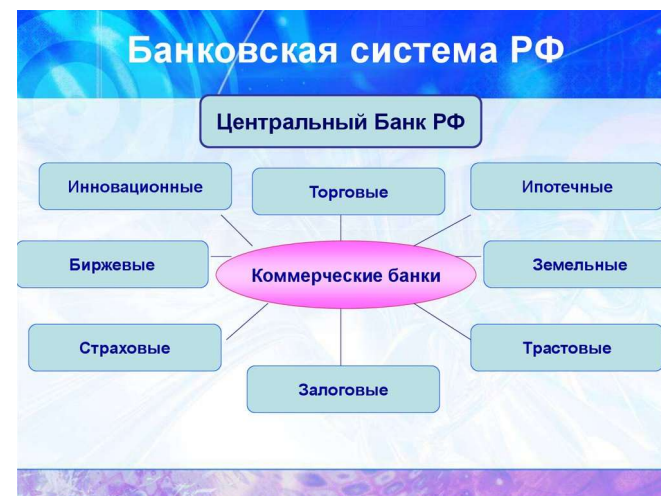 Банковская система РФ
Центральный Банк РФ
Инновационные
Торговые
Ипотечные
Биржевые
Коммерческие банки
Земельные
Страховые
Залоговые
Трастовые